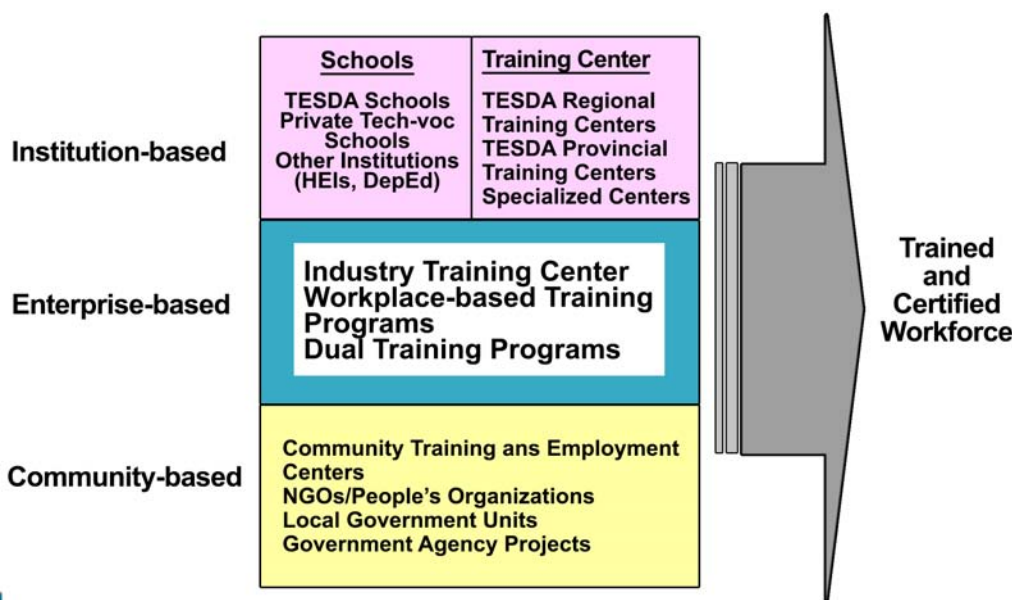 Institution-based
Schools
TESDA Schools
Private Tech-voc
Schools
Other Institutions
(HEIs, DepEd)
Training Center
TESDA Regional
Training Centers
TESDA Provincial
Training Centers
Specialized Centers
Enterprise-based
Industry Training Center
Workplace-based Training
Programs
Dual Training Programs
Community-based
Community Training ans Employment
Centers
NGOs/People's Organizations
Local Government Units
Government Agency Projects
Trained
and
Certified
Workforce